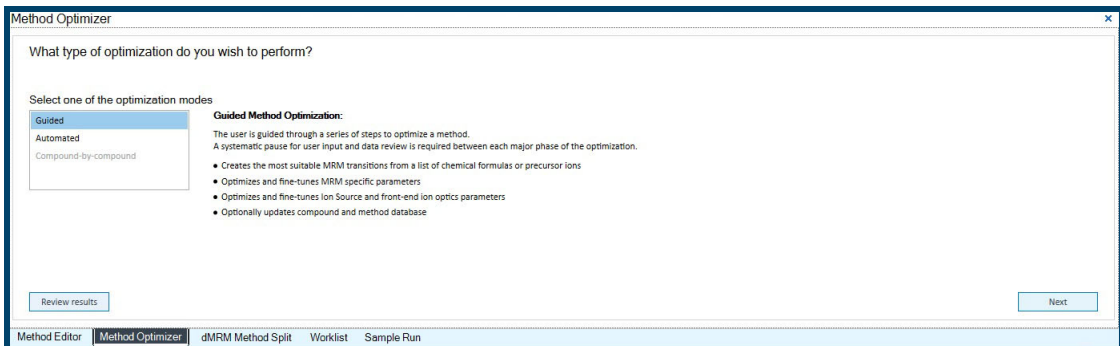 Method Optimizer
×
What type of optimization do you wish to perform?
Select one of the optimization modes
Guided
Automated
Compound-by-compound
Guided Method Optimization:
The user is guided through a series of steps to optimize a method.
A systematic pause for user input and data review is required between each major phase of the optimization.
• Creates the most suitable MRM transitions from a list of chemical formulas or precursor ions
• Optimizes and fine-tunes MRM specific parameters
• Optimizes and fine-tunes Ion Source and front-end ion optics parameters
• Optionally updates compound and method database
Review results
Next
Method Editor Method Optimizer dMRM Method Split Worklist Sample Run